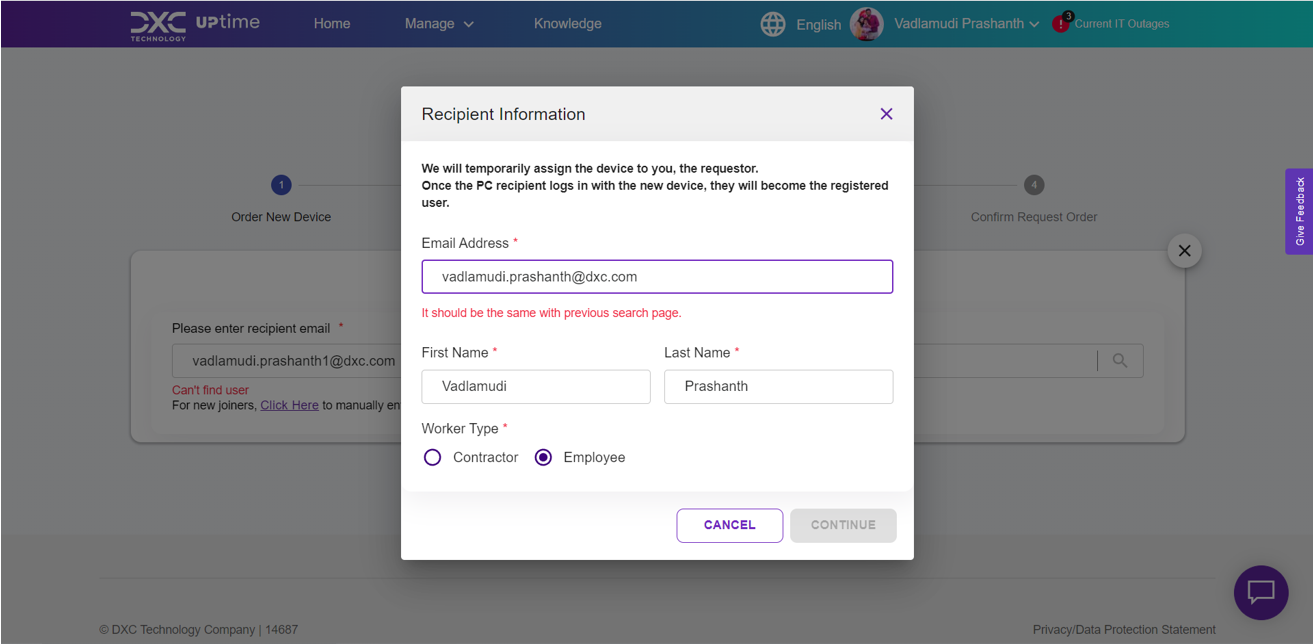 DXC TECHNOLOGY UPtime Home Manage Knowledge English Vadlamudi Prashanth 3 Current IT Outages
Recipient Information
We will temporarily assign the device to you, the requestor.
Once the PC recipient logs in with the new device, they will become the registered
user.
1
4
Order New Device
Confirm Request Order
Give Feedback
Email Address *
vadlamudi.prashanth@dxc.com
It should be the same with previous search page.
Please enter recipient email *
vadlamudi.prashanth1@dxc.com
Can't find user
For new joiners, Click Here to manually en
First Name *
Last Name *
Vadlamudi
Prashanth
Worker Type *
Contractor
Employee
CANCEL
CONTINUE
© DXC Technology Company | 14687
Privacy/Data Protection Statement